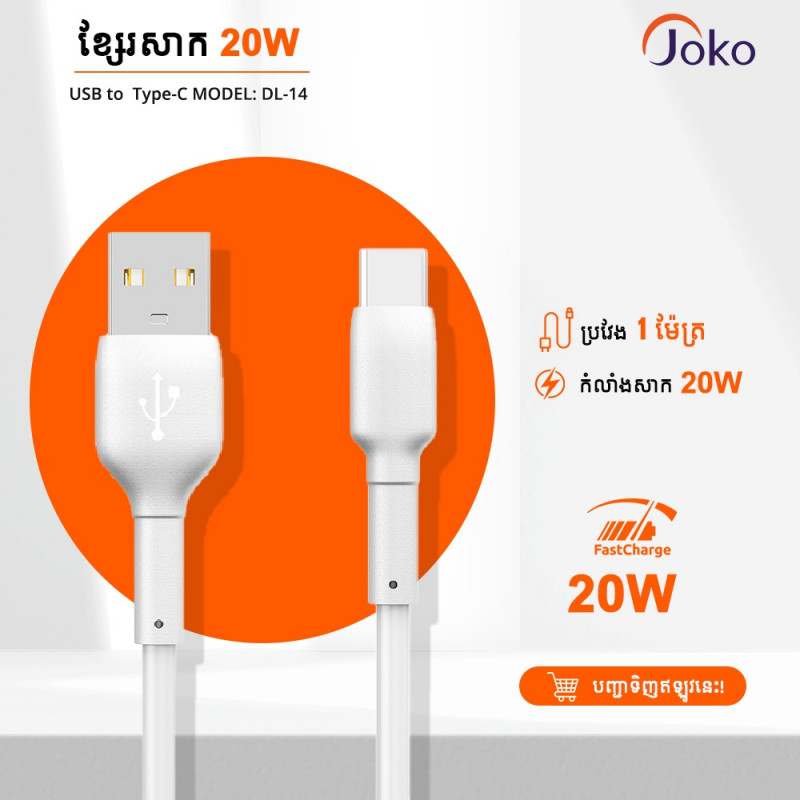 ខ្សែរសាក 20W
USB to Type-C MODEL: DL-14
Joko
ប្រវែង 1 ម៉ែត្រ
កំលាំងសាក 20W
FastCharge
20W
បញ្ជាទិញឥឡូវនេះ!